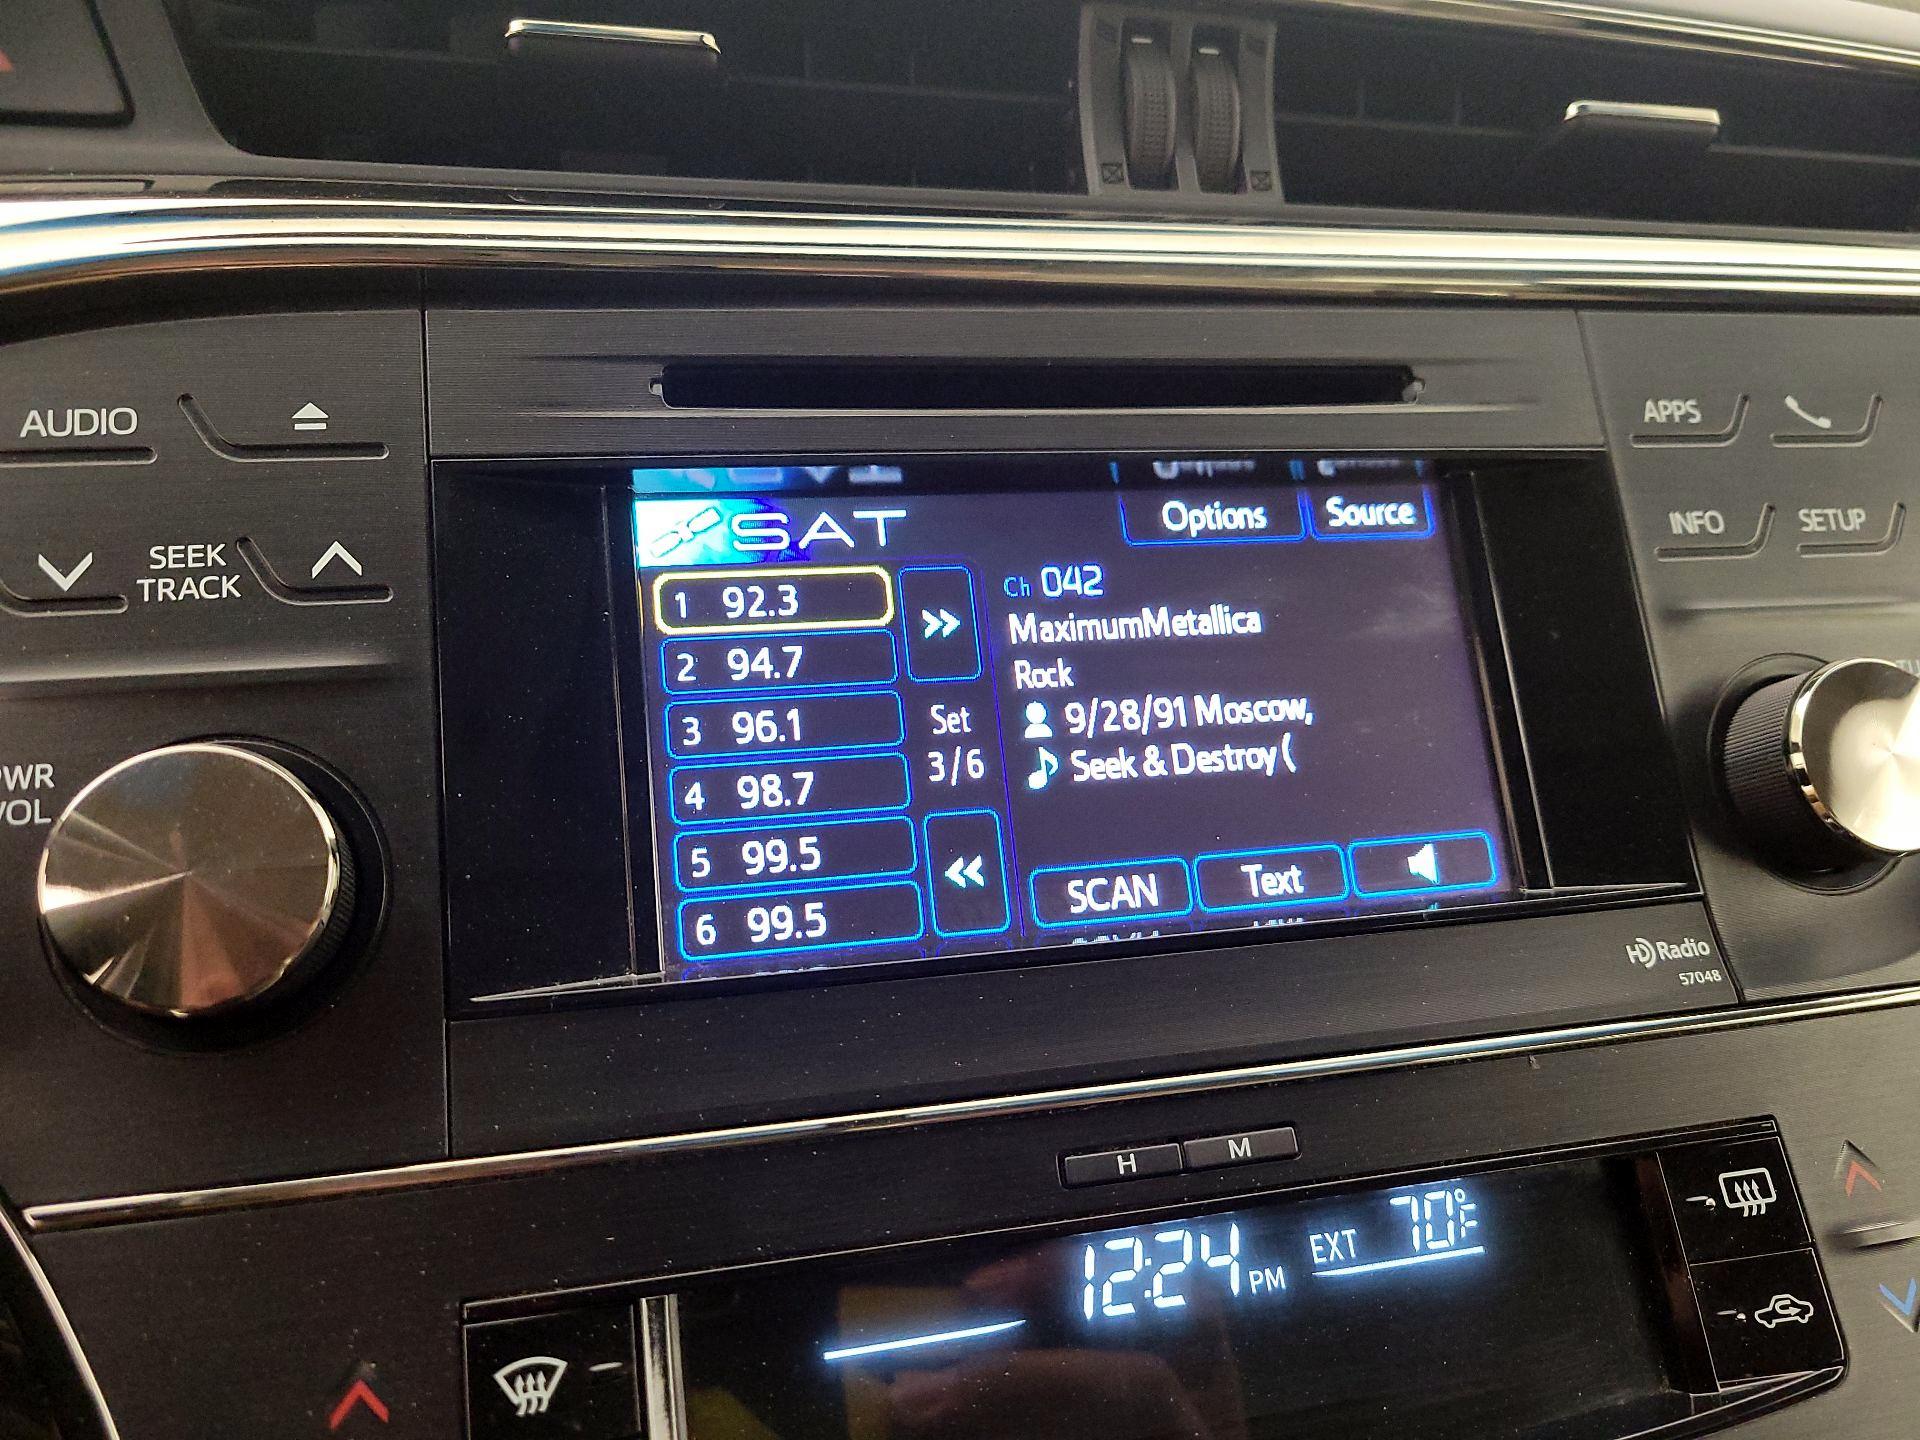 AUDIO
SEEK
TRACK
PWR
VOL
APPS
INFO
SETUP
SAT
Options
Source
1 92.3
2 94.7
3 96.1
4 98.7
5 99.5
6 99.5
Set
3/6
Ch 042
MaximumMetallica
Rock
9/28/91 Moscow,
Seek & Destroy (
SCAN
Text
HD Radio
57048
H
M
12:24 PM
EXT 70°F